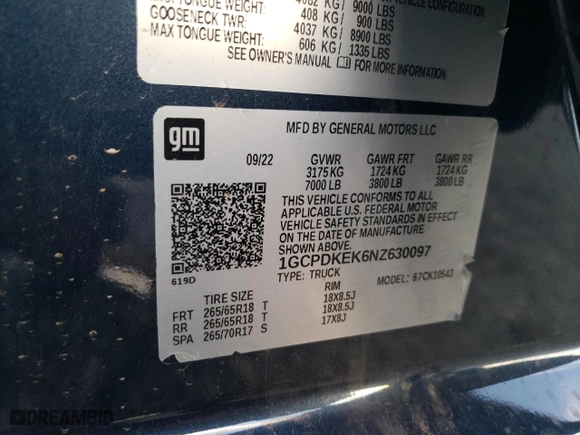 MAX TONGUE WEIGHT: 4082 KG/ 9000 LBS
GOOSENECK TWR: 408 KG/ 900 LBS
4037 KG/ 8900 LBS
MAX TONGUE WEIGHT: 606 KG/ 1335 LBS
SEE OWNER'S MANUAL FOR MORE
gm
MFD BY GENERAL MOTORS LLC
09/22 GVWR GAWR FRT GAWR RR
3175 KG 1724 KG 1724 KG
7000 LB 3800 LB 3800 LB
THIS VEHICLE CONFORMS TO ALL
APPLICABLE U.S. FEDERAL MOTOR
VEHICLE SAFETY STANDARDS IN EFFECT
ON THE DATE OF MANUFACTURE
SHOWN ABOVE.
1GCPDKEK6NZ630097
619D
TYPE: TRUCK MODEL: 67CK10543
TIRE SIZE RIM
FRT 265/65R18 T 18X8.5J
RR 265/65R18 T 18X8.5J
SPA 265/70R17 S 17X8J
DREAMBID